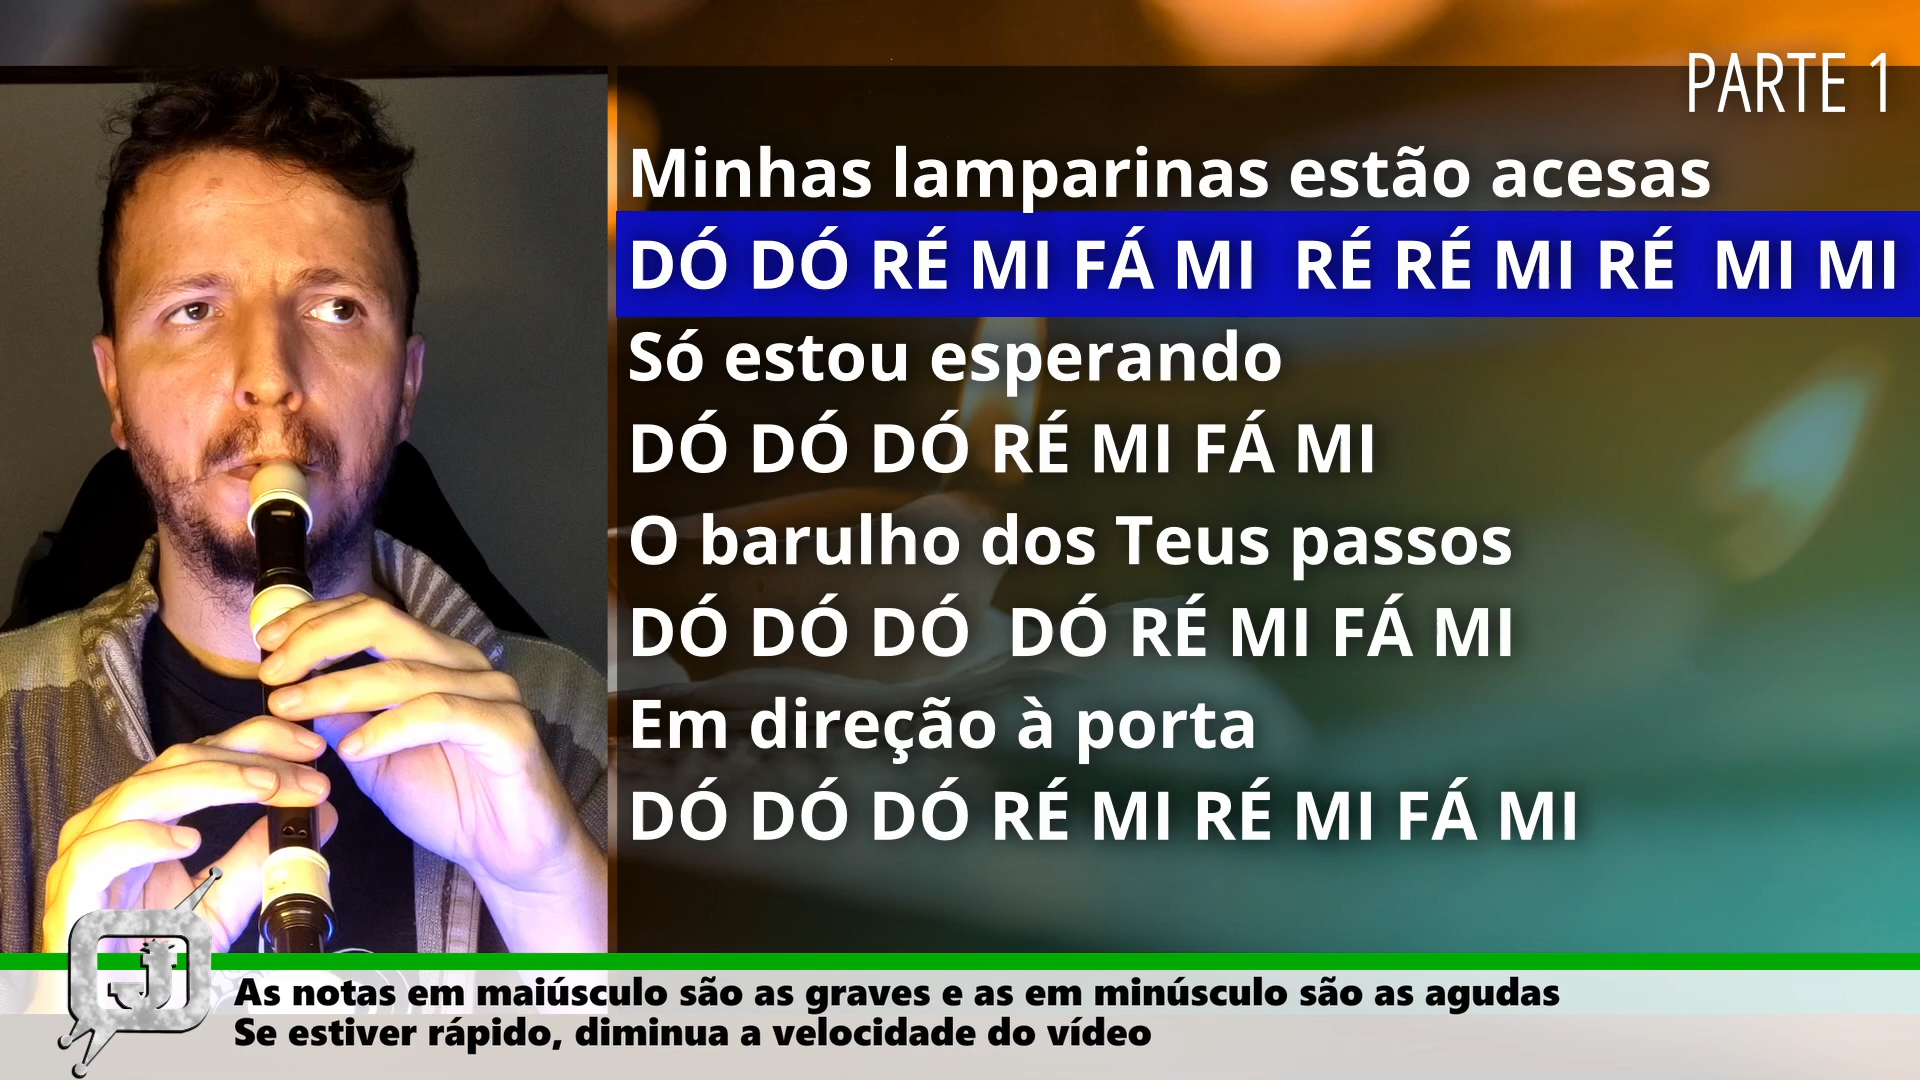 PARTE 1
Minhas lamparinas estão acesas
DÓ DÓ RÉ MI FÁ MI  RÉ RÉ MI RÉ  MI MI
Só estou esperando
DÓ DÓ DÓ RÉ MI FÁ MI
O barulho dos Teus passos
DÓ DÓ DÓ  DÓ RÉ MI FÁ MI
Em direção à porta
DÓ DÓ DÓ RÉ MI RÉ MI FÁ MI
As notas em maiúsculo são as graves e as em minúsculo são as agudas
Se estiver rápido, diminua a velocidade do vídeo